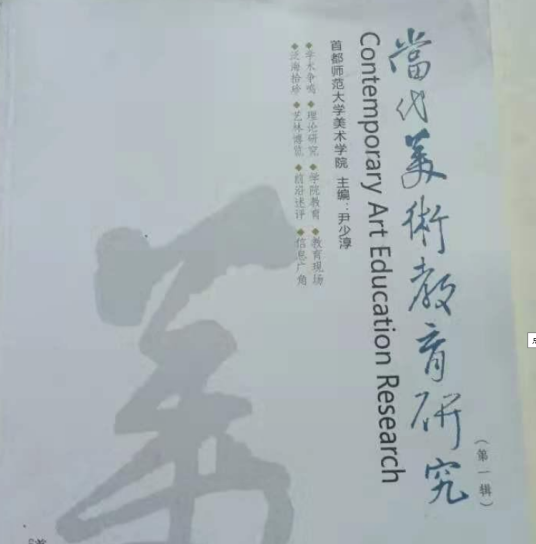 當代美術教育研究
(第一辑)
Contemporary Art Education Research
首都师范大学美术学院 主编:尹少淳
◆学术争鸣 ◆理论研究 ◆学院教育 ◆教育现场
◆泛海拾珍 ◆艺林博览 ◆前沿述评 ◆信息广角
美